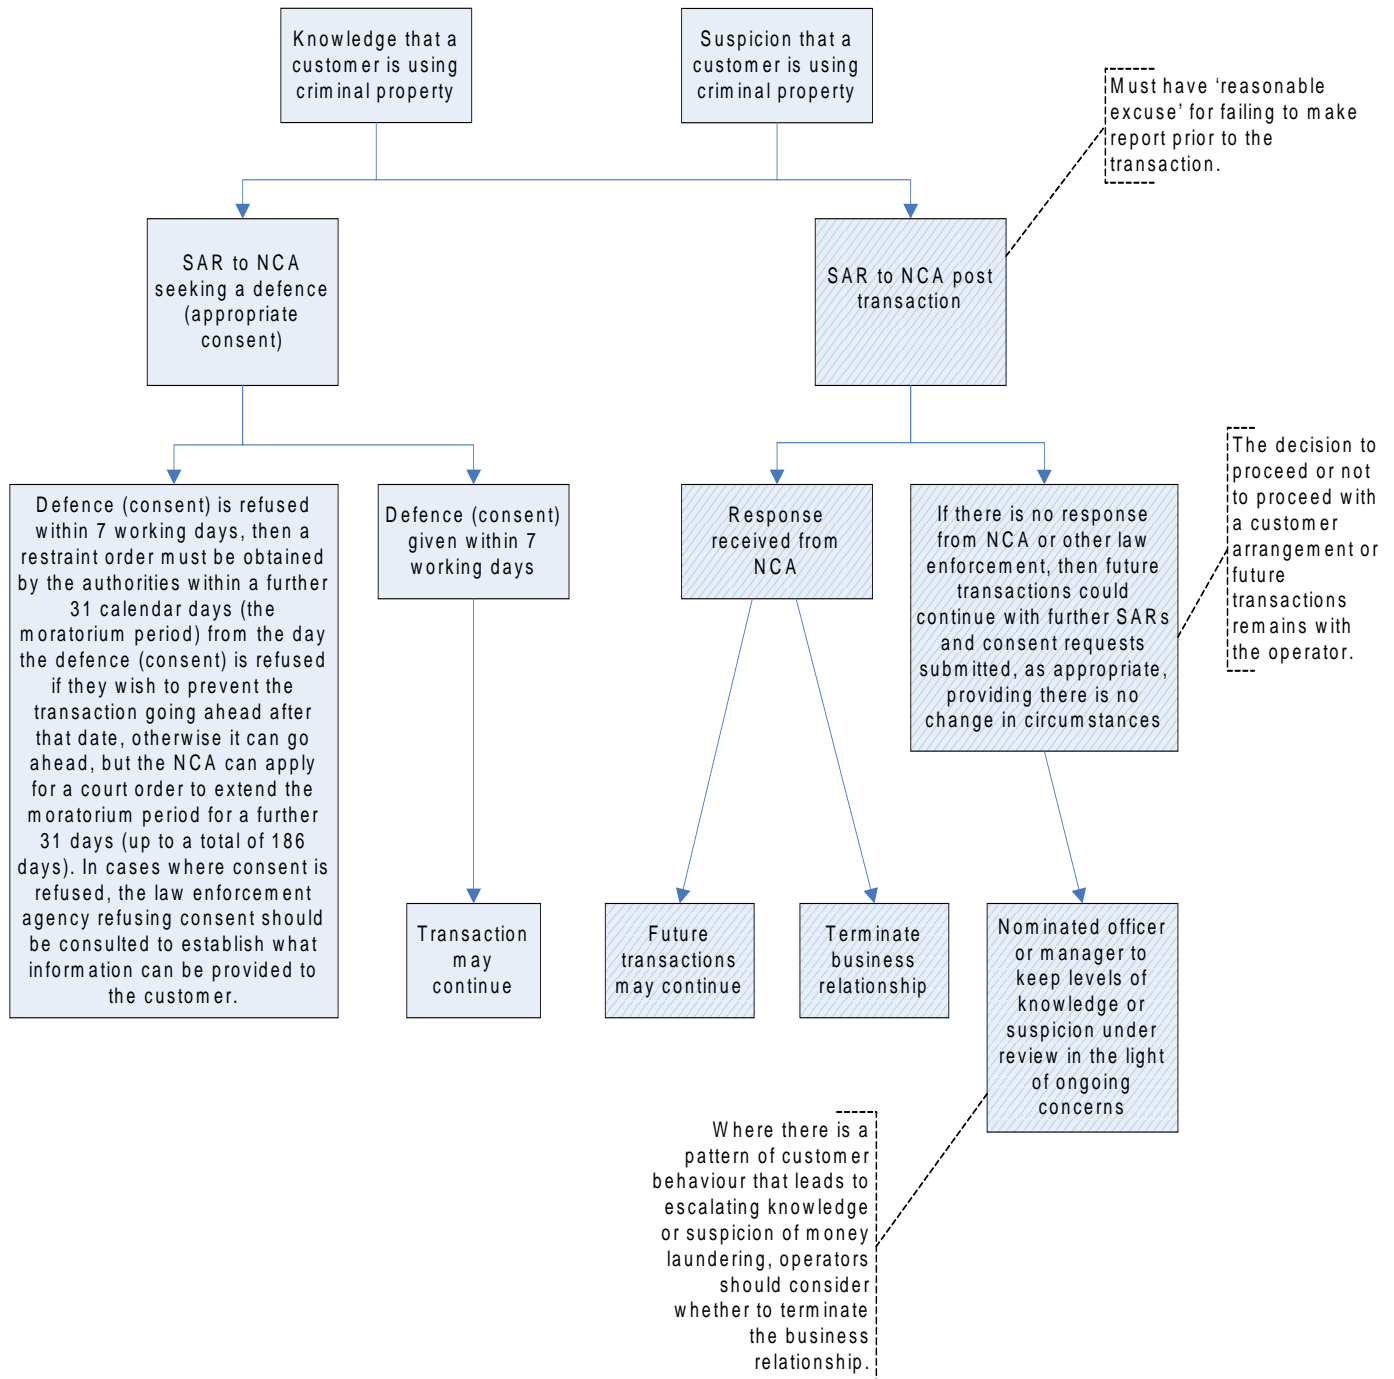 Knowledge that a
customer is using
criminal property
Suspicion that a
customer is using
criminal property
Must have ‘reasonable
excuse’ for failing to make
report prior to the
transaction.
SAR to NCA
seeking a defence
(appropriate
consent)
SAR to NCA post
transaction
Defence (consent) is refused
within 7 working days, then a
restraint order must be obtained
by the authorities within a further
31 calendar days (the
moratorium period) from the day
the defence (consent) is refused
if they wish to prevent the
transaction going ahead after
that date, otherwise it can go
ahead, but the NCA can apply
for a court order to extend the
moratorium period for a further
31 days (up to a total of 186
days). In cases where consent is
refused, the law enforcement
agency refusing consent should
be consulted to establish what
information can be provided to
the customer.
Defence (consent)
given within 7
working days
Response
received from
NCA
If there is no response
from NCA or other law
enforcement, then future
transactions could
continue with further SARs
and consent requests
submitted, as appropriate,
providing there is no
change in circumstances
The decision to
proceed or not
to proceed with
a customer
arrangement or
future
transactions
remains with
the operator.
Transaction
may
continue
Future
transactions
may continue
Terminate
business
relationship
Nominated officer
or manager to
keep levels of
knowledge or
suspicion under
review in the light
of ongoing
concerns
Where there is a
pattern of customer
behaviour that leads to
escalating knowledge
or suspicion of money
laundering, operators
should consider
whether to terminate
the business
relationship.